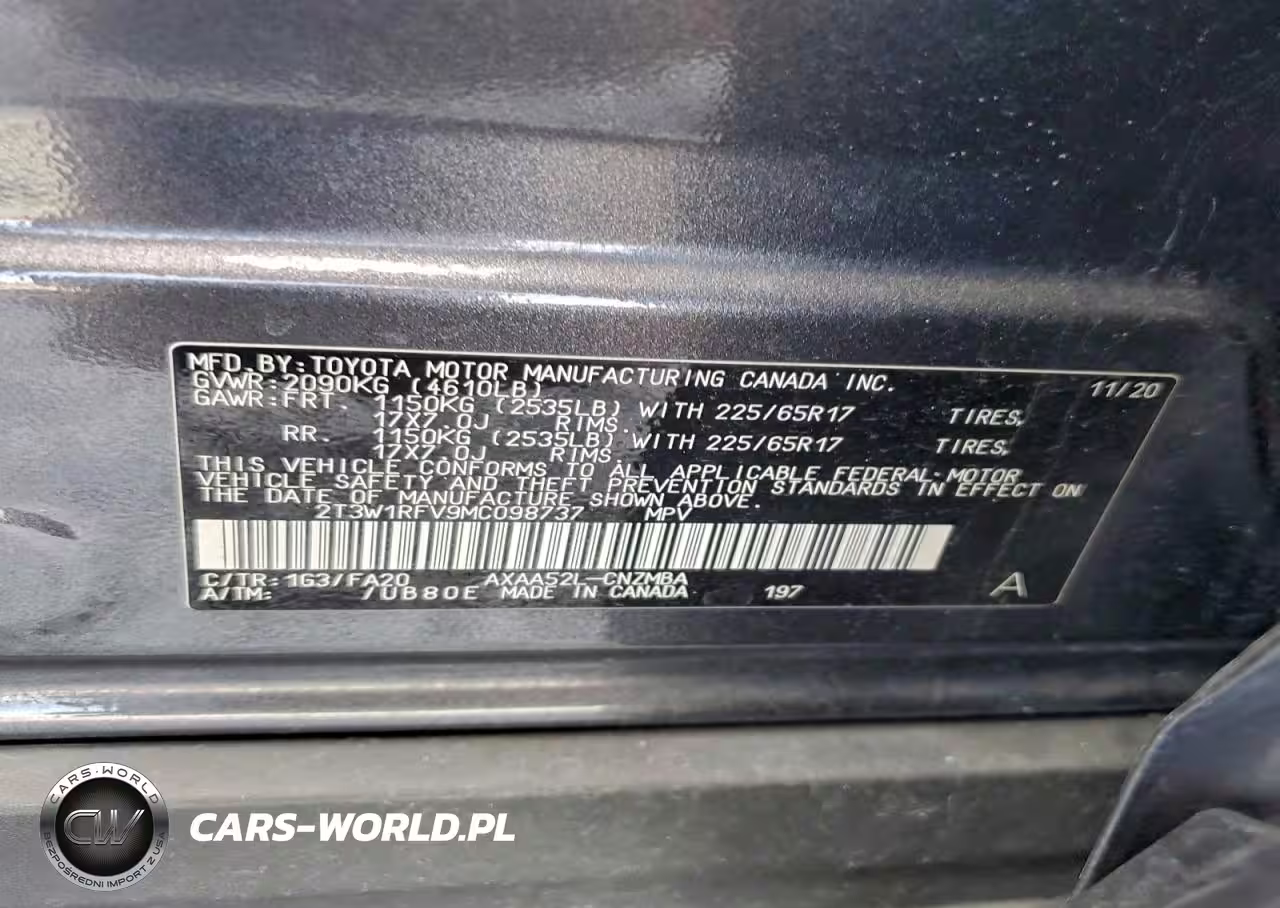 MFD.BY:TOYOTA MOTOR MANUFACTURING CANADA INC. 11/20
GVWR:2090KG (4610LB)
GAWR:FRT. 1150KG (2535LB) WITH 225/65R17 TIRES,
17X7.0J RIMS.
RR. 1150KG (2535LB) WITH 225/65R17 TIRES,
17X7.0J RIMS.
THIS VEHICLE CONFORMS TO ALL APPLICABLE FEDERAL MOTOR
VEHICLE SAFETY AND THEFT PREVENTION STANDARDS IN EFFECT ON
THE DATE OF MANUFACTURE SHOWN ABOVE.
2T3W1RFV9MC098737 MPV
C/TR:1G3/FA20 AXAA52L-CNZMBA
A/TM: /UB80E MADE IN CANADA 197 A
CARS-WORLD
CW
BEZPOŚREDNI IMPORT Z USA
CARS-WORLD.PL